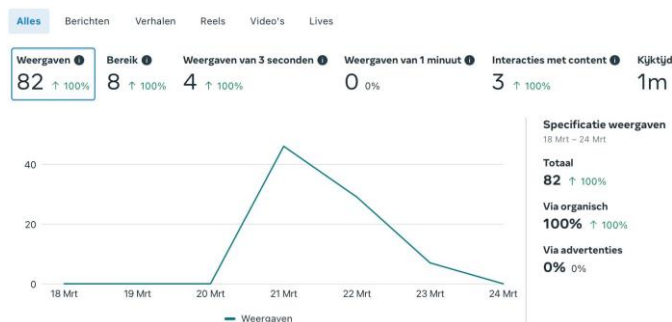 Alles Berichten Verhalen Reels Video's Lives
Weergaven Bereik Weergaven van 3 seconden Weergaven van 1 minuut Interacties met content Kijktijd
82 ↑ 100% 8 ↑ 100% 4 ↑ 100% 0 0% 3 ↑ 100% 1m
Specificatie weergaven
18 Mrt – 24 Mrt
Totaal
82 ↑ 100%
Via organisch
100% ↑ 100%
Via advertenties
0% 0%
40
20
0
18 Mrt 19 Mrt 20 Mrt 21 Mrt 22 Mrt 23 Mrt 24 Mrt
Weergaven